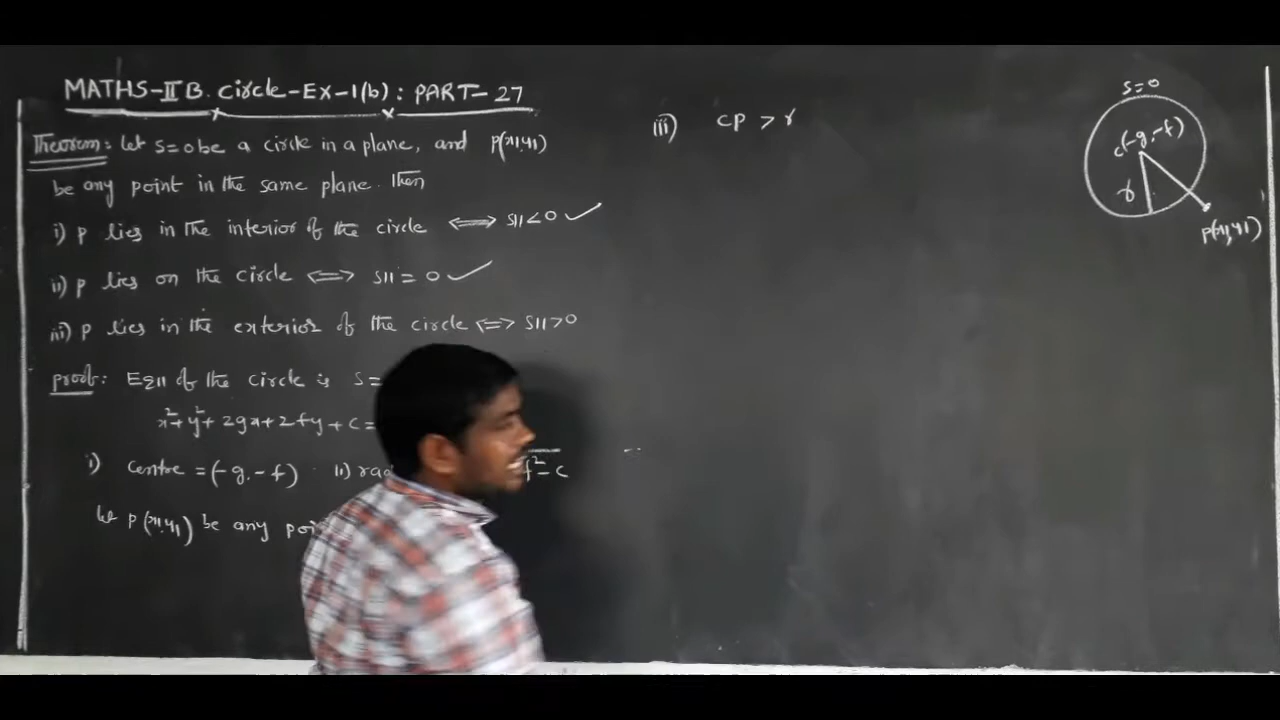 MATHS-II B. Circle-Ex-1(b): PART-27
Theorem: Let S=0 be a circle in a plane, and P(x1,y1)
be any point in the same plane. Then
i) P lies in the interior of the circle ⟺ S11<0 ✓
ii) P lies on the circle ⟺ S11=0 ✓
iii) P lies in the exterior of the circle ⟺ S11>0
proof: Eqn of the circle is S=
x²+y²+2gx+2fy+c=
i) centre =(-g,-f) ii) f²-c
let P(x1,y1) be any
iii) CP > r
S=0
C(-g,-f)
r
P(x1,y1)